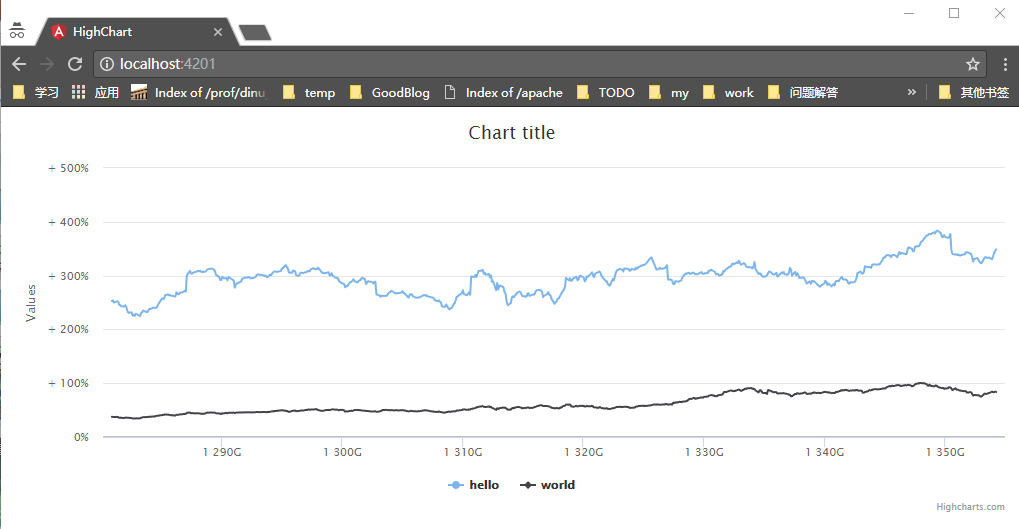 HighChart
localhost:4201
学习 应用 Index of /prof/dinu temp GoodBlog Index of /apache TODO my work 问题解答 » 其他书签
Chart title
+ 500%
+ 400%
+ 300%
+ 200%
+ 100%
0%
Values
1 290G 1 300G 1 310G 1 320G 1 330G 1 340G 1 350G
hello world
Highcharts.com